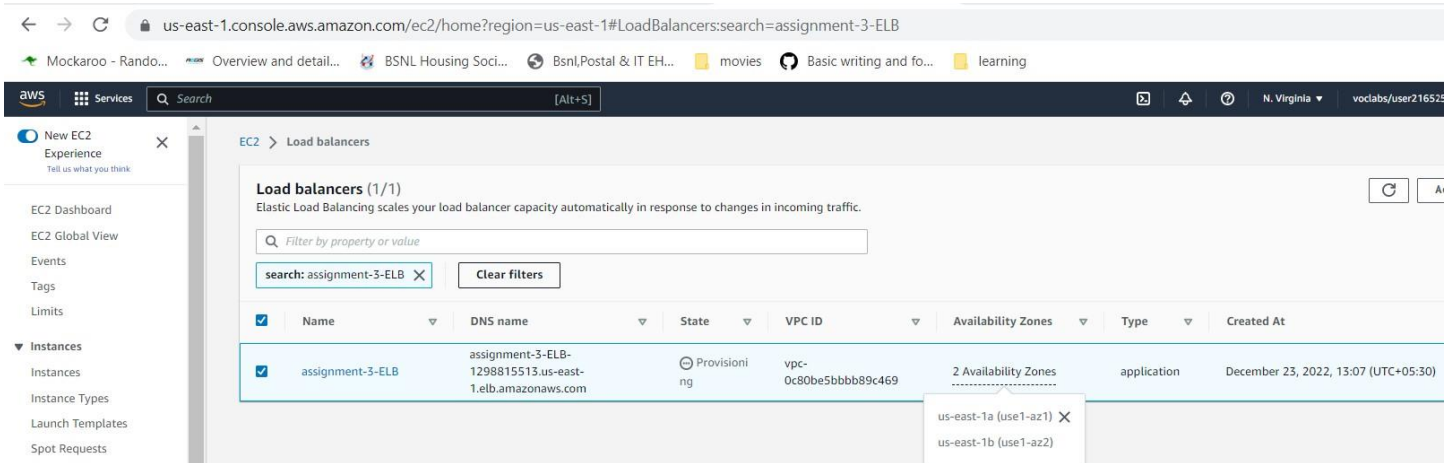 us-east-1.console.aws.amazon.com/ec2/home?region=us-east-1#LoadBalancers:search=assignment-3-ELB
Mockaroo - Rando... Overview and detail... BSNL Housing Soci... Bsnl,Postal & IT EH... movies Basic writing and fo... learning
aws Services Search [Alt+S] N. Virginia voclabs/user216525
New EC2
Experience
Tell us what you think
EC2 Dashboard
EC2 Global View
Events
Tags
Limits
Instances
Instances
Instance Types
Launch Templates
Spot Requests
EC2 > Load balancers
Load balancers (1/1)
Elastic Load Balancing scales your load balancer capacity automatically in response to changes in incoming traffic.
Filter by property or value
search: assignment-3-ELB Clear filters
Name DNS name State VPC ID Availability Zones Type Created At
assignment-3-ELB
assignment-3-ELB-
1298815513.us-east-
1.elb.amazonaws.com
Provisioni
ng
vpc-
0c80be5bbbb89c469
2 Availability Zones
application
December 23, 2022, 13:07 (UTC+05:30)
us-east-1a (use1-az1)
us-east-1b (use1-az2)